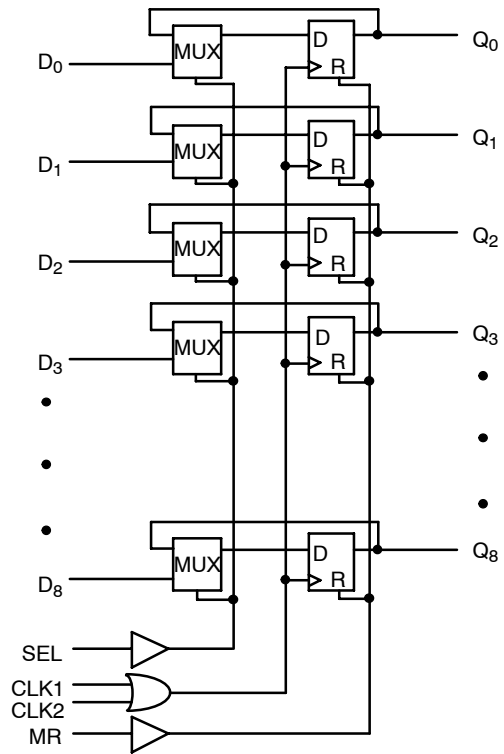 MUX D R Q0
D0
MUX D R Q1
D1
MUX D R Q2
D2
MUX D R Q3
D3
MUX D R Q8
D8
SEL
CLK1
CLK2
MR